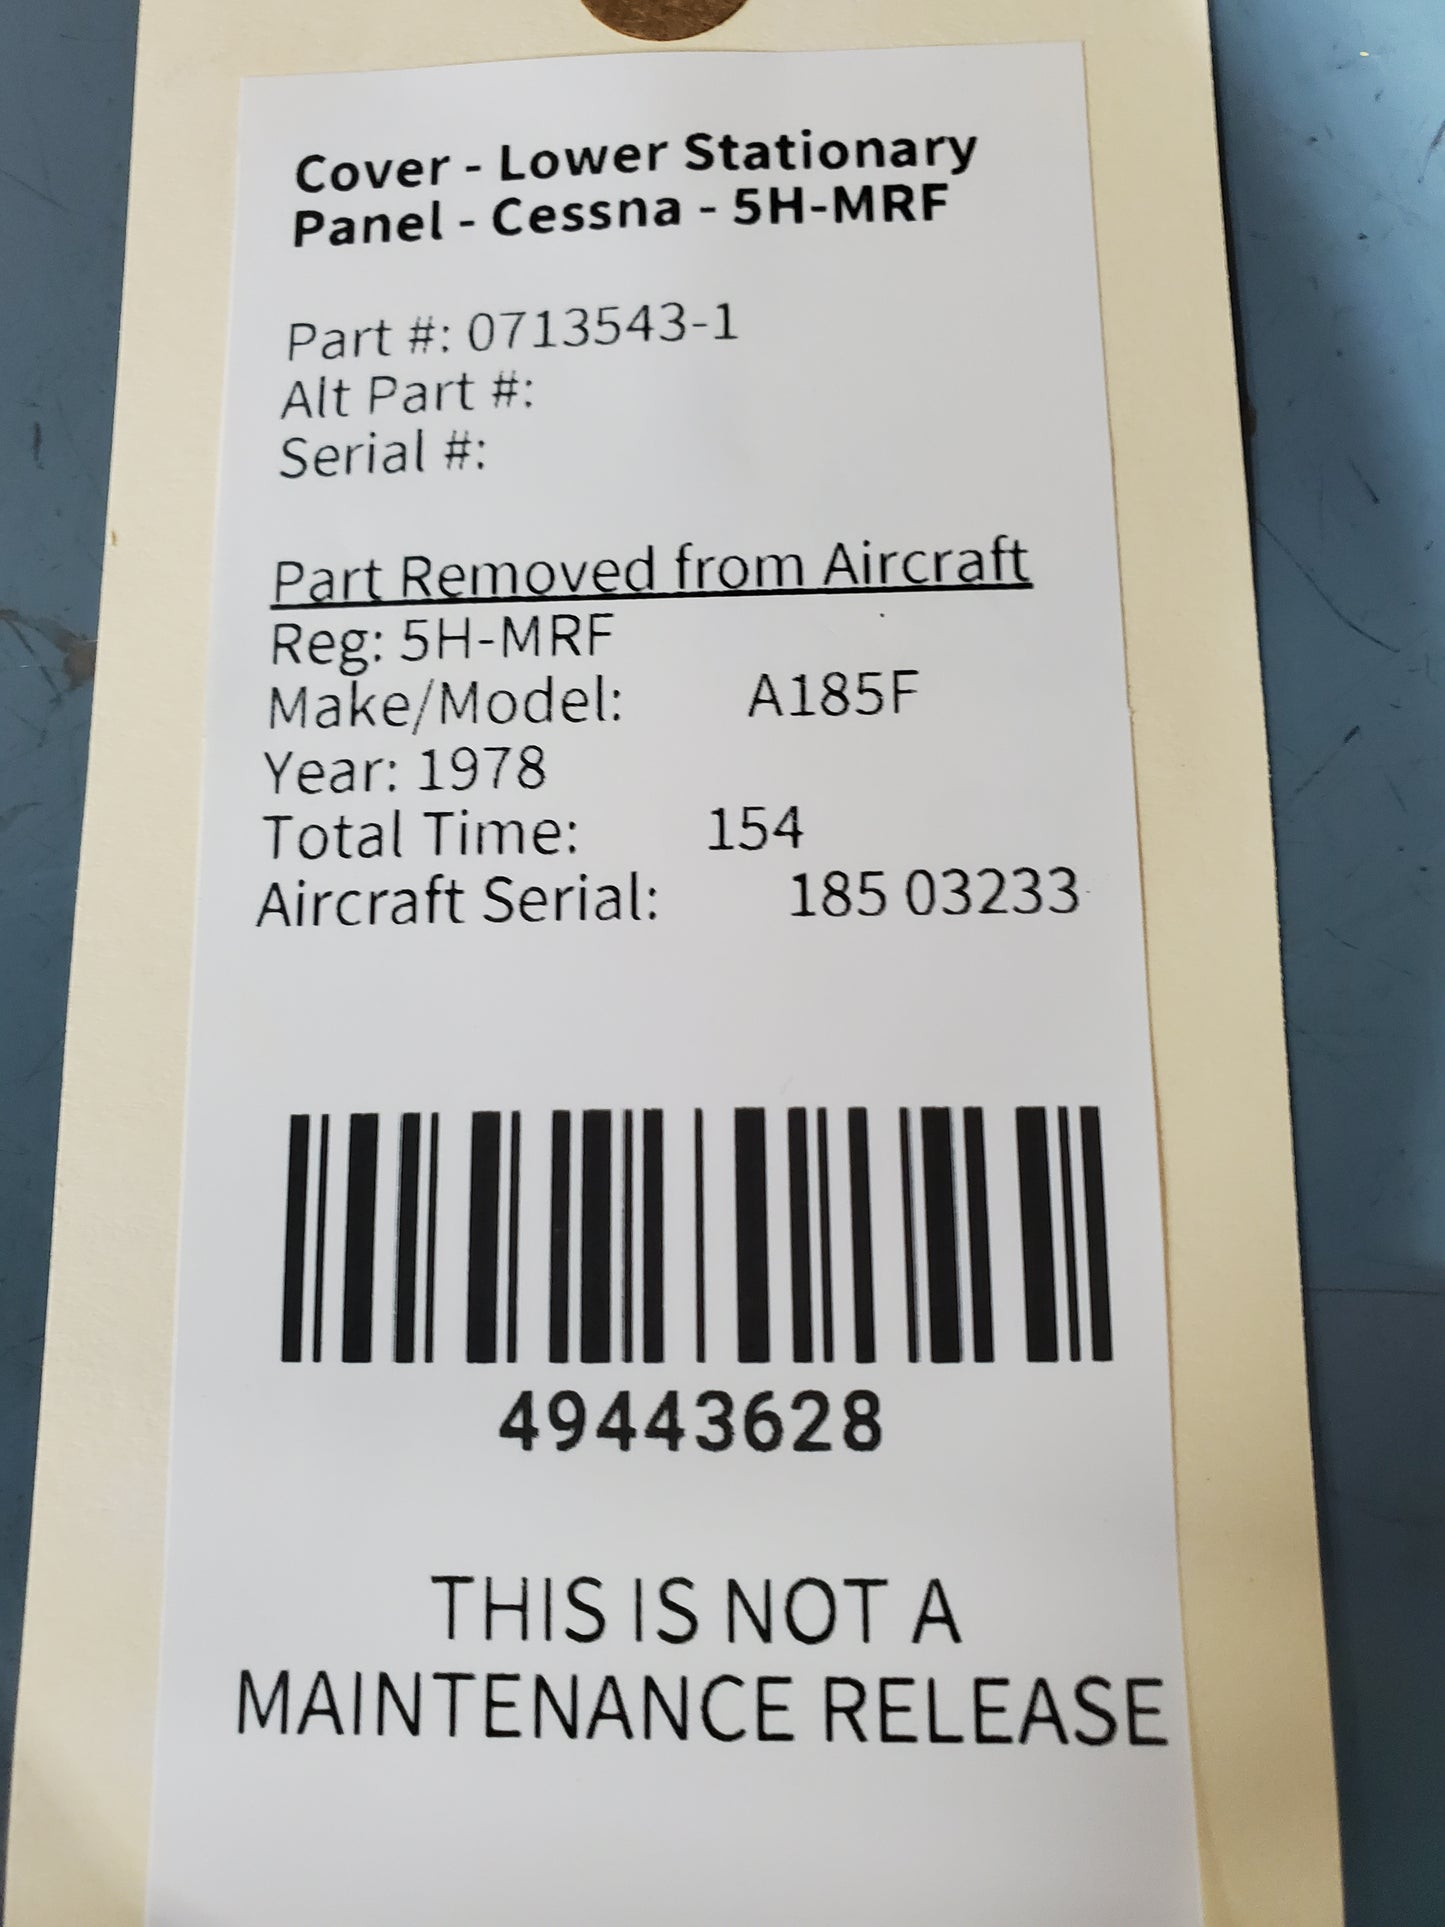 Cover - Lower Stationary
Panel - Cessna - 5H-MRF
Part #: 0713543-1
Alt Part #:
Serial #:
Part Removed from Aircraft
Reg: 5H-MRF
Make/Model: A185F
Year: 1978
Total Time: 154
Aircraft Serial: 185 03233
49443628
THIS IS NOT A
MAINTENANCE RELEASE